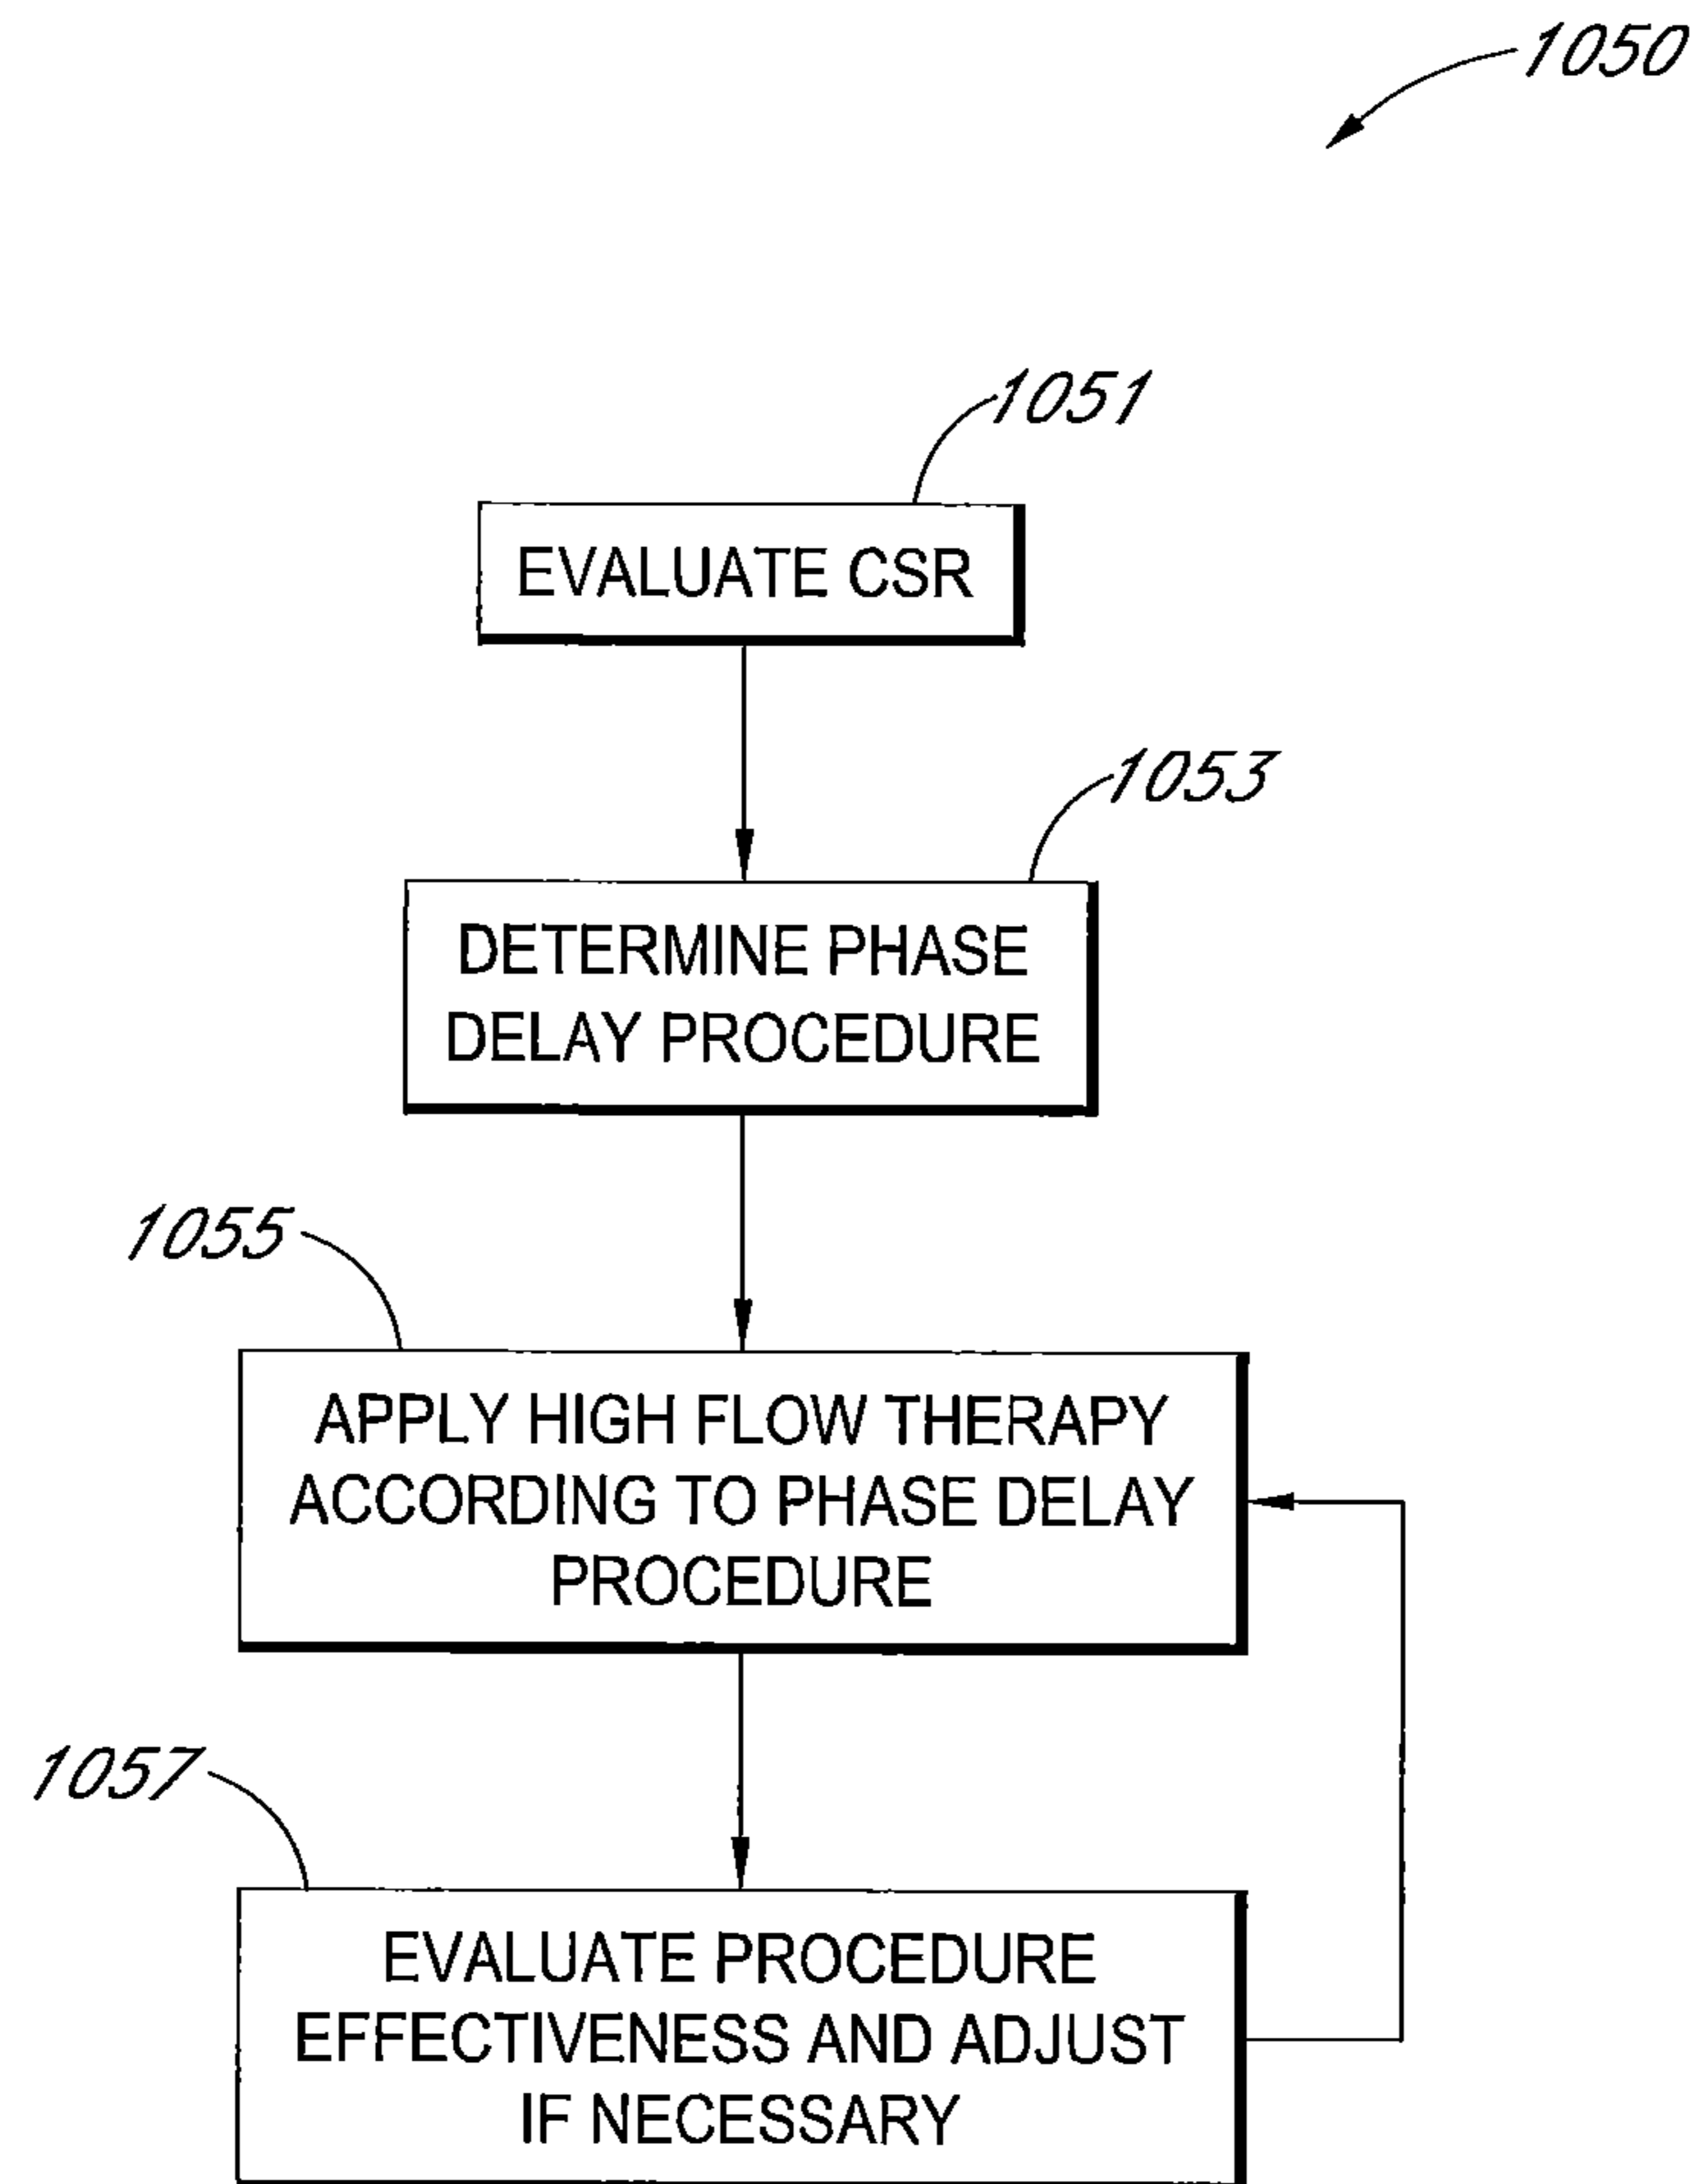 1050
1051
EVALUATE CSR
1053
DETERMINE PHASE
DELAY PROCEDURE
1055
APPLY HIGH FLOW THERAPY
ACCORDING TO PHASE DELAY
PROCEDURE
1057
EVALUATE PROCEDURE
EFFECTIVENESS AND ADJUST
IF NECESSARY